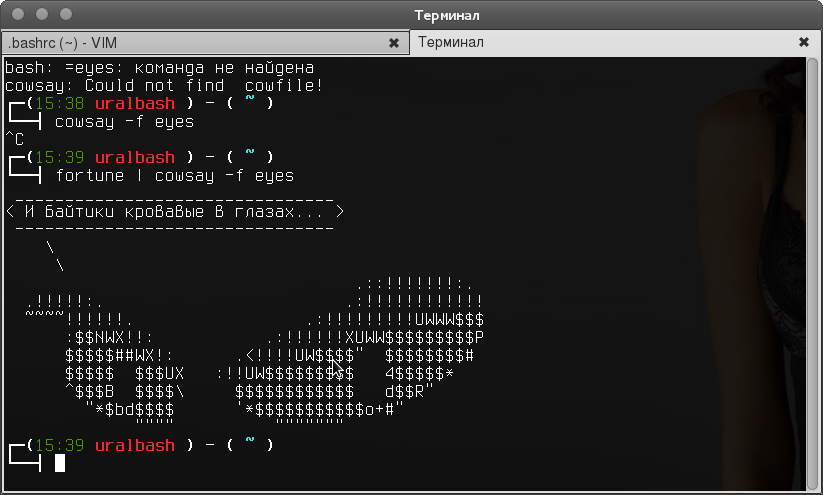 Терминал
.bashrc (~) - VIM
Терминал
bash: =eyes: команда не найдена
cowsay: Could not find  cowfile!
┌─(15:38 uralbash ) - ( ~ )
└──┤ cowsay -f eyes
^C
┌─(15:39 uralbash ) - ( ~ )
└──┤ fortune | cowsay -f eyes
 ________________________________
< И байтики кровавые в глазах... >
 --------------------------------
    \
     \
                                   .::!!!!!!!:.
  .!!!!!:.                        .:!!!!!!!!!!!!
  ~~~~!!!!!!.                 .:!!!!!!!!!UWWW$$$
      :$$NWX!!:           .:!!!!!!XUWW$$$$$$$$$P
      $$$$$##WX!:      .<!!!!UW$$$$"  $$$$$$$$#
      $$$$$  $$$UX   :!!UW$$$$$$$$$   4$$$$$*
      ^$$$B  $$$$\     $$$$$$$$$$$$   d$$R"
        "*$bd$$$$      '*$$$$$$$$$$$o+#"
             """"          """""""
┌─(15:39 uralbash ) - ( ~ )
└──┤